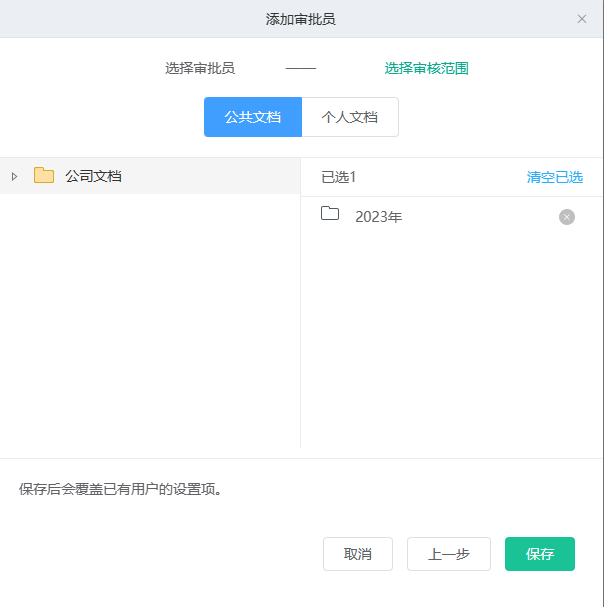 添加审批员
选择审批员 —— 选择审核范围
公共文档 个人文档
公司文档
已选1 清空已选
2023年
保存后会覆盖已有用户的设置项。
取消 上一步 保存